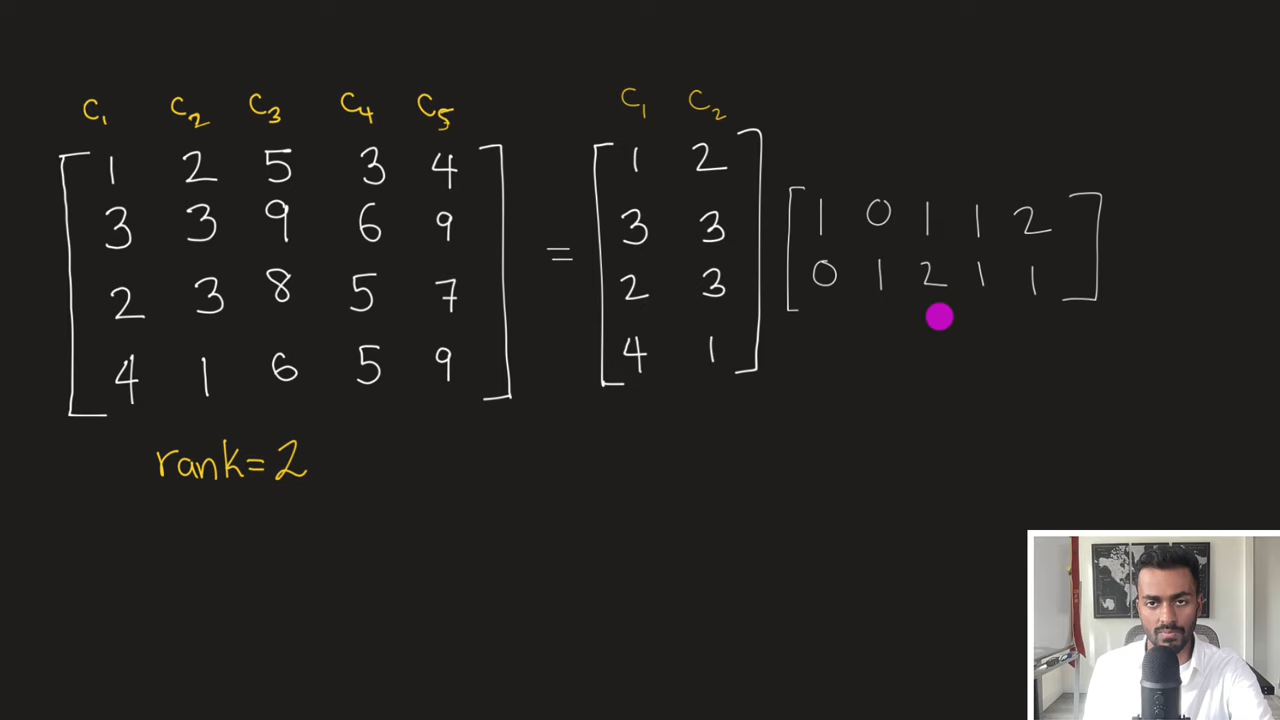 C₁ C₂ C₃ C₄ C₅
1 2 5 3 4
3 3 9 6 9
2 3 8 5 7
4 1 6 5 9
rank=2
=
C₁ C₂
1 2
3 3
2 3
4 1
1 0 1 1 2
0 1 2 1 1